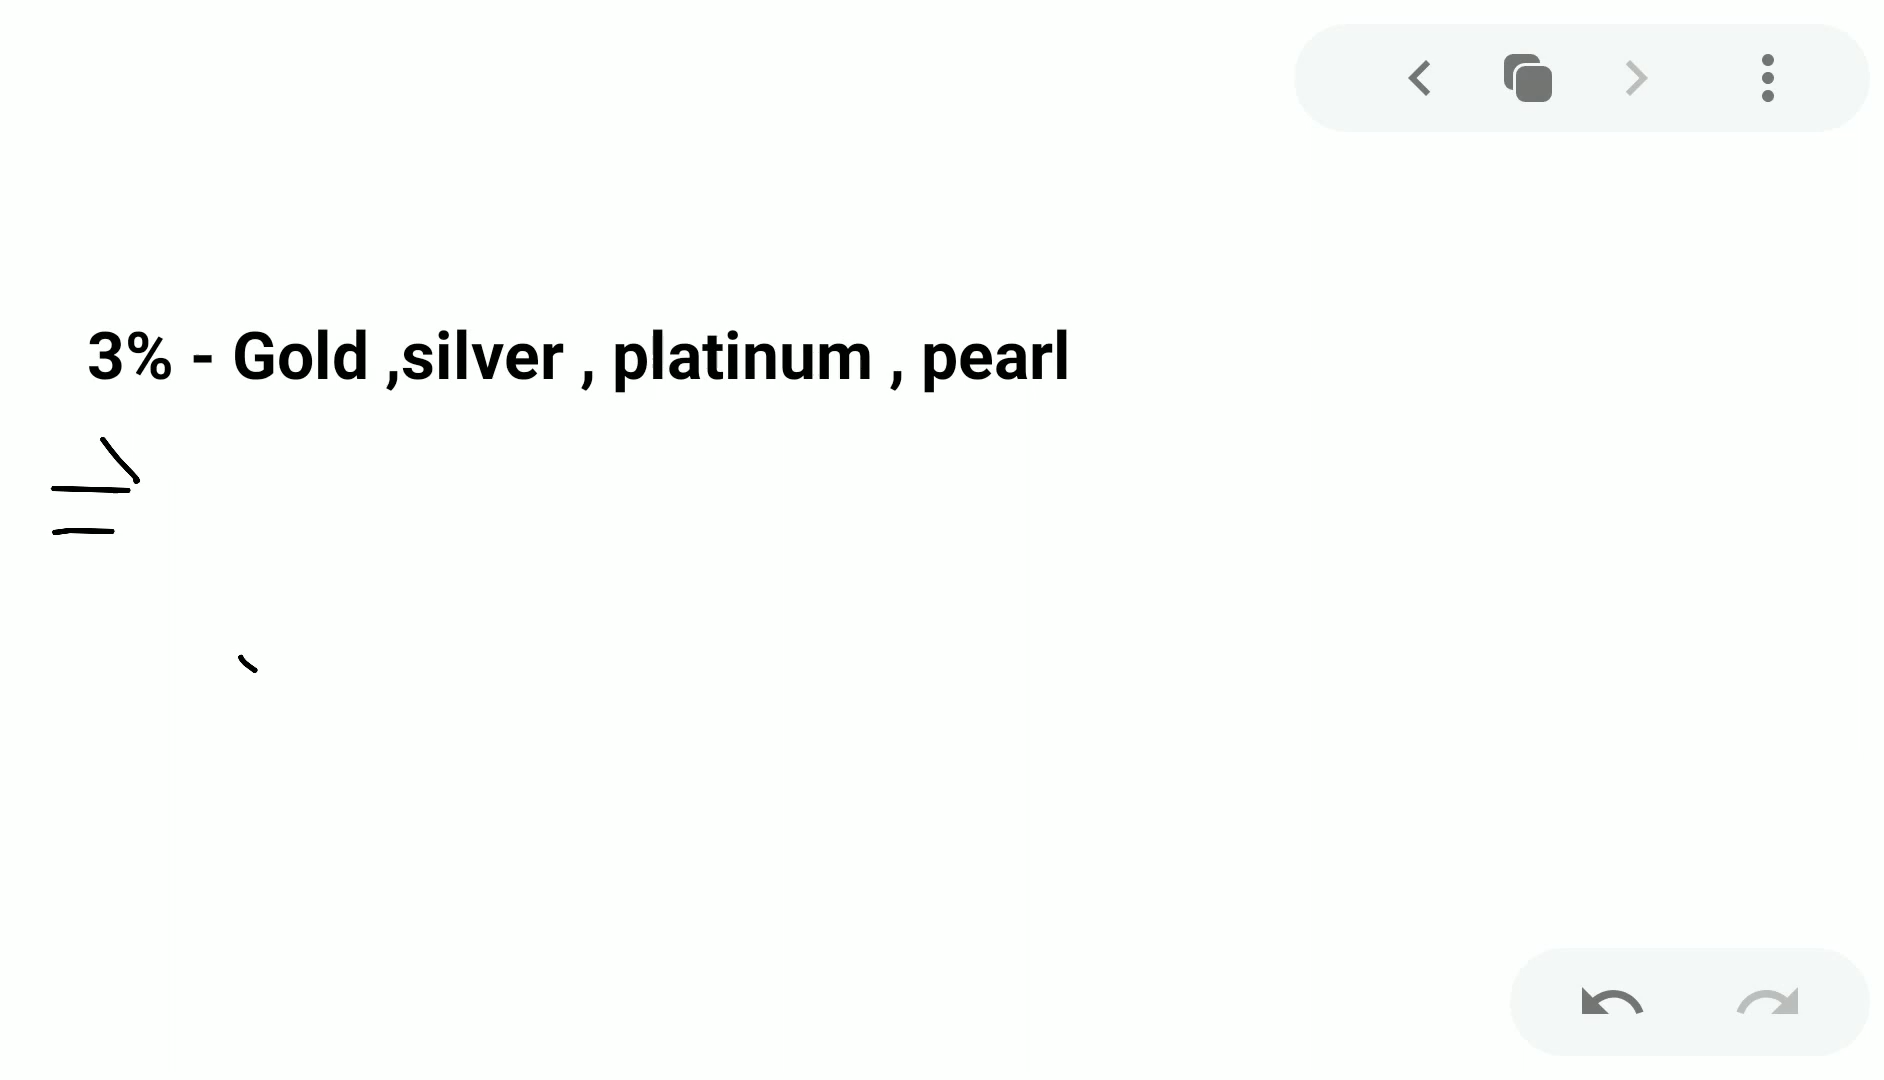 3% - Gold ,silver , platinum , pearl